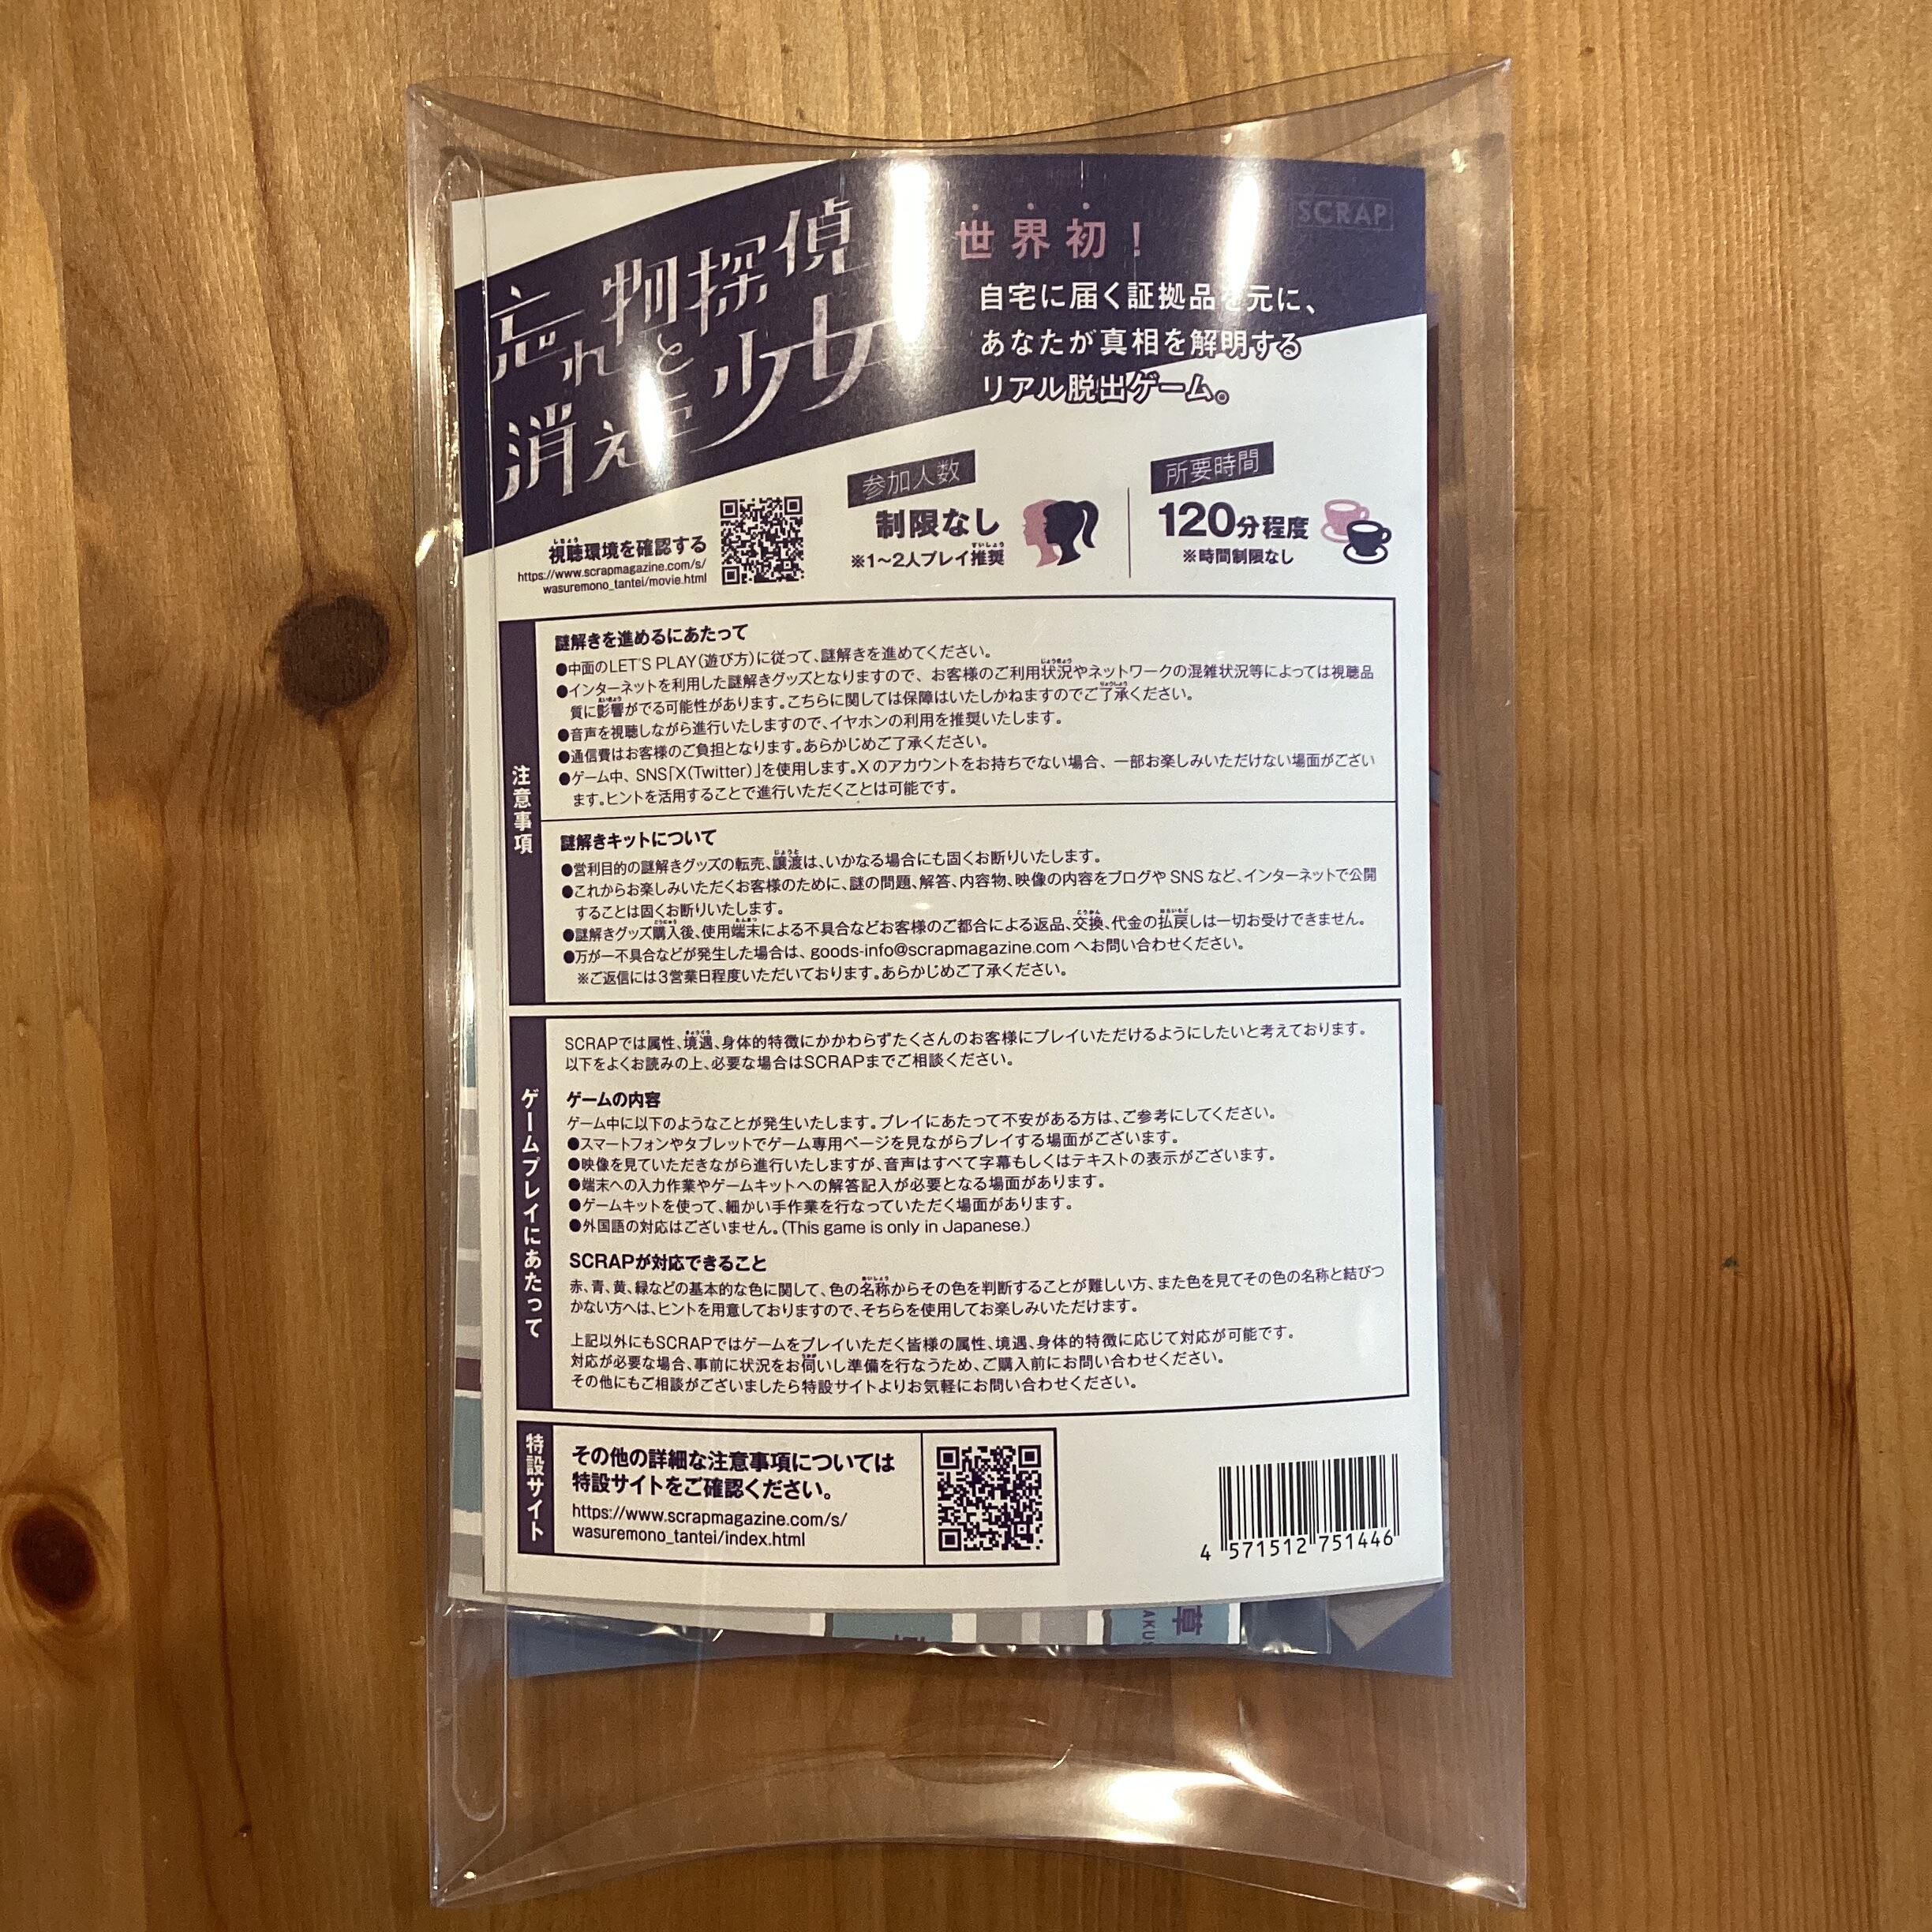 忘れ物探偵と
消えた少女
SCRAP
世界初！
自宅に届く証拠品を元に、
あなたが真相を解明する
リアル脱出ゲーム。
視聴環境を確認する
https://www.scrapmagazine.com/s/
wasuremono_tantei/movie.html
参加人数
制限なし
※1～2人プレイ推奨
所要時間
120分程度
※時間制限なし
注意事項
謎解きを進めるにあたって
●中面のLET'S PLAY(遊び方)に従って、謎解きを進めてください。
●インターネットを利用した謎解きグッズとなりますので、お客様のご利用状況やネットワークの混雑状況等によっては視聴品
質に影響がでる可能性があります。こちらに関しては保障はいたしかねますのでご了承ください。
●音声を視聴しながら進行いたしますので、イヤホンの利用を推奨いたします。
●通信費はお客様のご負担となります。あらかじめご了承ください。
●ゲーム中、SNS「X(Twitter)」を使用します。Xのアカウントをお持ちでない場合、一部お楽しみいただけない場面がござい
ます。ヒントを活用することで進行いただくことは可能です。
謎解きキットについて
●営利目的の謎解きグッズの転売、譲渡は、いかなる場合にも固くお断りいたします。
●これからお楽しみいただくお客様のために、謎の問題、解答、内容物、映像の内容をブログや SNS など、インターネットで公開
することは固くお断りいたします。
●謎解きグッズ購入後、使用端末による不具合などお客様のご都合による返品、交換、代金の払戻しは一切お受けできません。
●万が一不具合などが発生した場合は、goods-info@scrapmagazine.com へお問い合わせください。
※ご返信には3営業日程度いただいております。あらかじめご了承ください。
ゲームプレイにあたって
SCRAPでは属性、境遇、身体的特徴にかかわらずたくさんのお客様にプレイいただけるようにしたいと考えております。
以下をよくお読みの上、必要な場合はSCRAPまでご相談ください。
ゲームの内容
ゲーム中に以下のようなことが発生いたします。プレイにあたって不安がある方は、ご参考にしてください。
●スマートフォンやタブレットでゲーム専用ページを見ながらプレイする場面がございます。
●映像を見ていただきながら進行いたしますが、音声はすべて字幕もしくはテキストの表示がございます。
●端末への入力作業やゲームキットへの解答記入が必要となる場面があります。
●ゲームキットを使って、細かい手作業を行なっていただく場面があります。
●外国語の対応はございません。(This game is only in Japanese.)
SCRAPが対応できること
赤、青、黄、緑などの基本的な色に関して、色の名称からその色を判断することが難しい方、また色を見てその色の名称と結びつ
かない方へは、ヒントを用意しておりますので、そちらを使用してお楽しみいただけます。
上記以外にもSCRAPではゲームをプレイいただく皆様の属性、境遇、身体的特徴に応じて対応が可能です。
対応が必要な場合、事前に状況をお伺いし準備を行なうため、ご購入前にお問い合わせください。
その他にもご相談がございましたら特設サイトよりお気軽にお問い合わせください。
特設サイト
その他の詳細な注意事項については
特設サイトをご確認ください。
https://www.scrapmagazine.com/s/
wasuremono_tantei/index.html
4 571512 751446
草